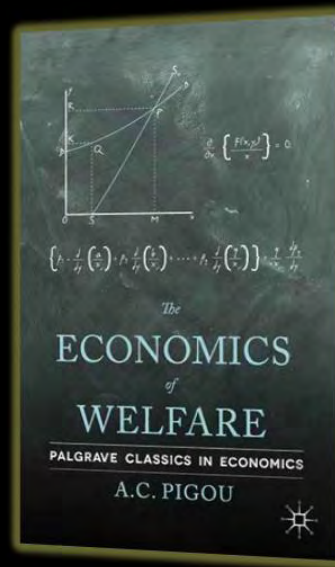 The
ECONOMICS
of
WELFARE
PALGRAVE CLASSICS IN ECONOMICS
A.C. PIGOU